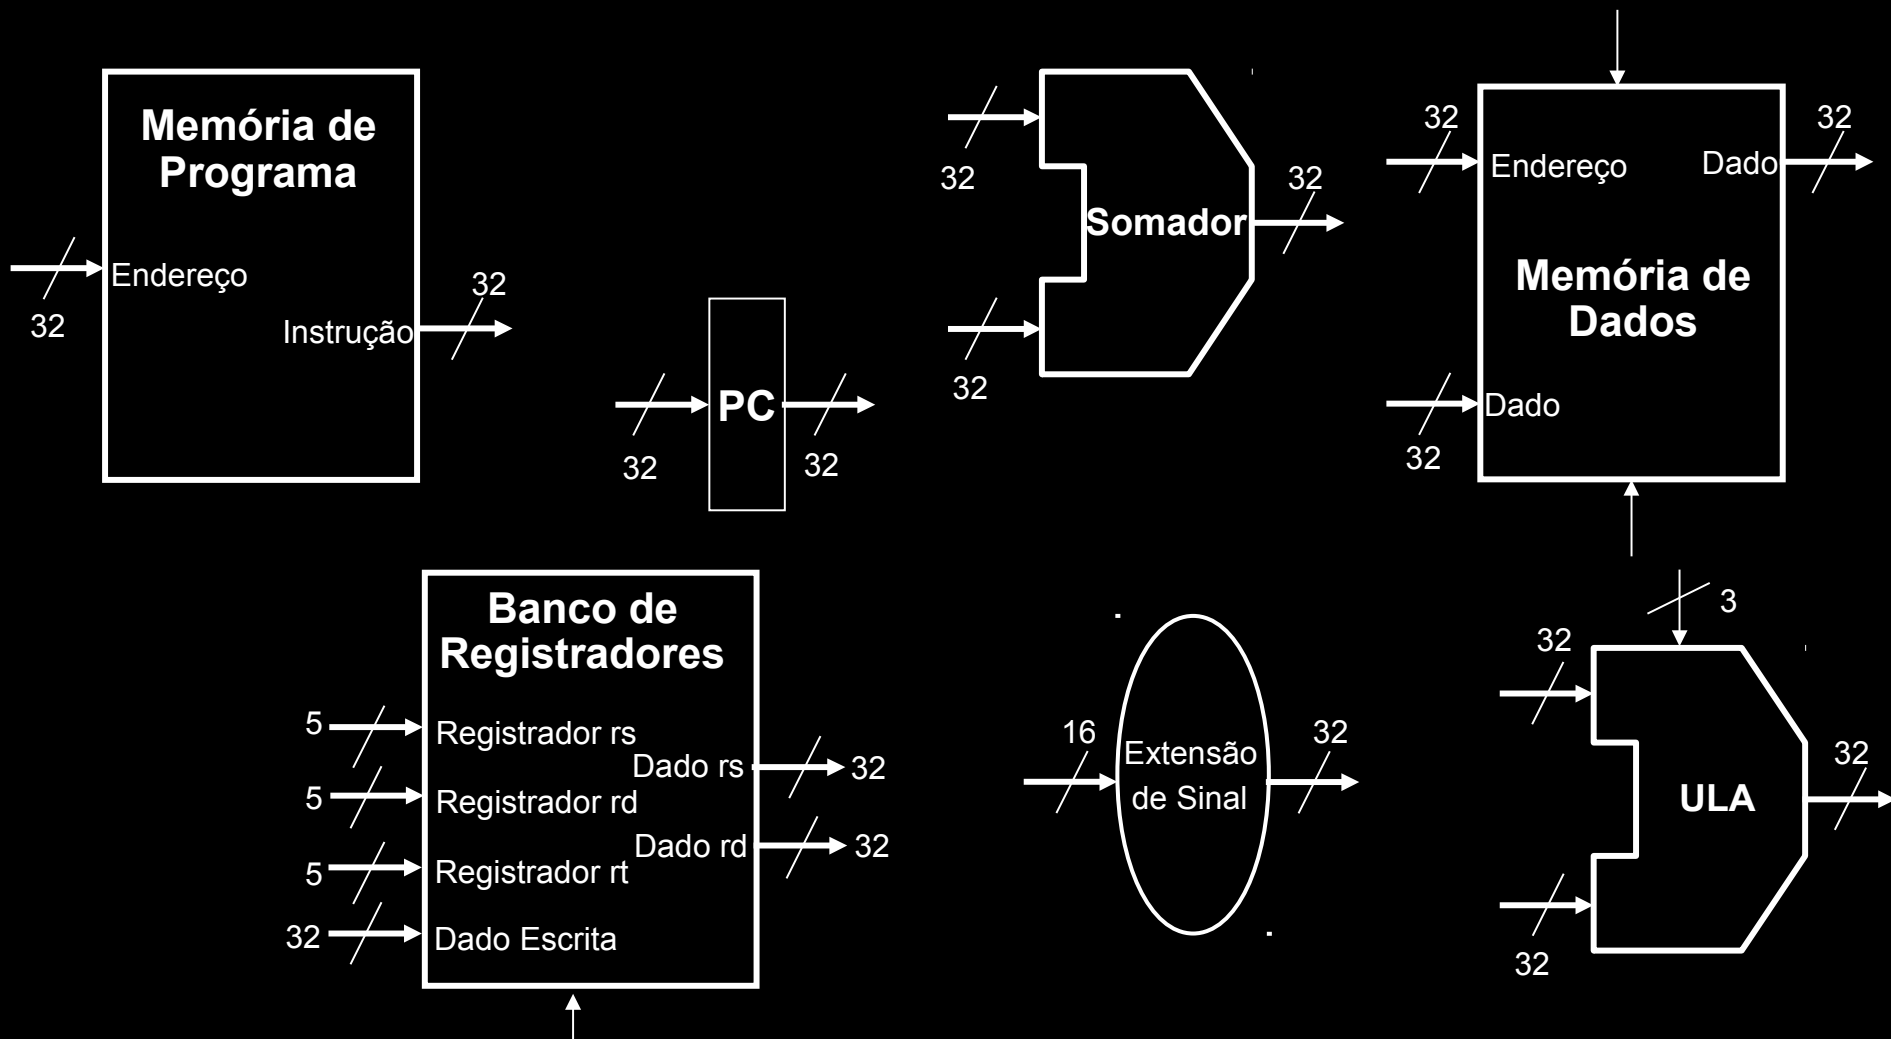 Memória de
Programa
32
Endereço
32
Instrução
32
PC
32
32
Somador
32
32
32
Endereço
Dado
32
Memória de
Dados
Dado
32
Banco de
Registradores
5
Registrador rs
Dado rs
32
5
Registrador rd
Dado rd
32
5
Registrador rt
32
Dado Escrita
16
32
Extensão
de Sinal
3
32
32
ULA
32